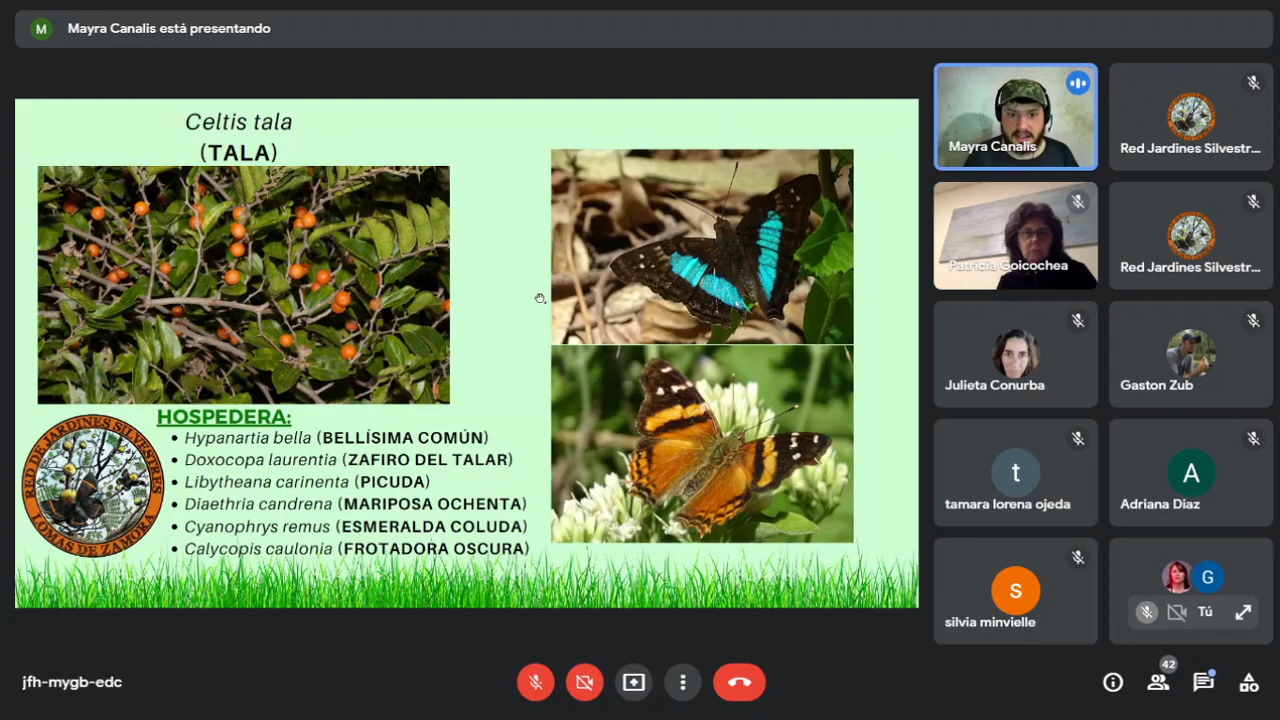 M
Mayra Canalis está presentando
Celtis tala
(TALA)
HOSPEDERA:
• Hypanartia bella (BELLÍSIMA COMÚN)
• Doxocopa laurentia (ZAFIRO DEL TALAR)
• Libytheana carinenta (PICUDA)
• Diaethria candrena (MARIPOSA OCHENTA)
• Cyanophrys remus (ESMERALDA COLUDA)
• Calycopis caulonia (FROTADORA OSCURA)
RED DE JARDINES SILVESTRES
LOMAS DE ZAMORA
Mayra Canalis
Red Jardines Silvestr...
Patricia Goicochea
Red Jardines Silvestr...
Julieta Conurba
Gaston Zub
t
tamara lorena ojeda
A
Adriana Diaz
s
silvia minvielle
G
Tú
jfh-mygb-edc
42